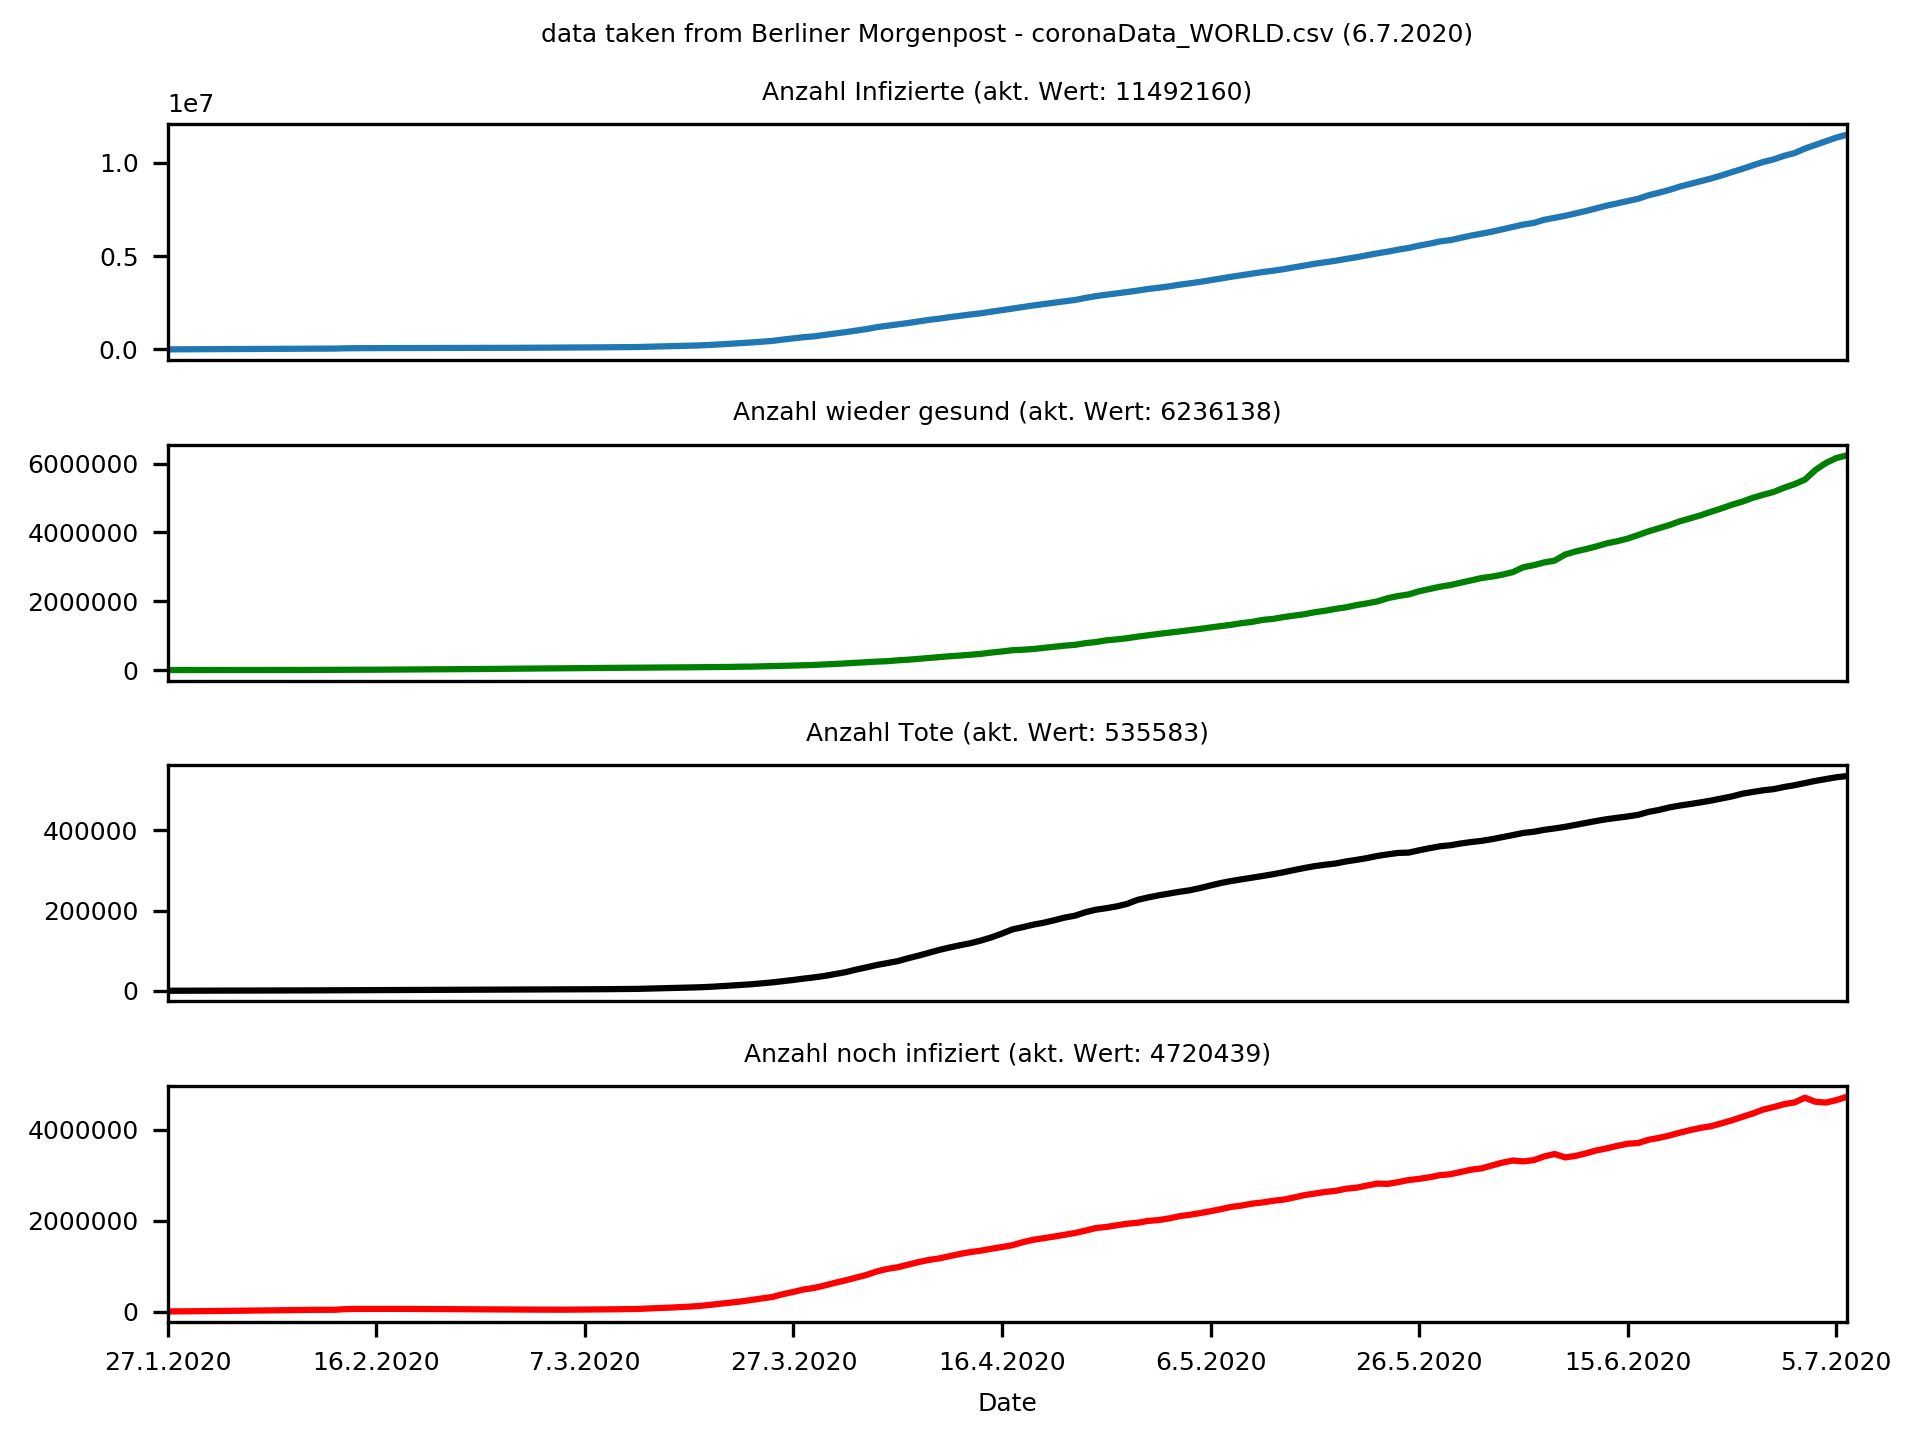 data taken from Berliner Morgenpost - coronaData_WORLD.csv (6.7.2020)
Anzahl Infizierte (akt. Wert: 11492160)
1e7
1.0
0.5
0.0
Anzahl wieder gesund (akt. Wert: 6236138)
6000000
4000000
2000000
0
Anzahl Tote (akt. Wert: 535583)
400000
200000
0
Anzahl noch infiziert (akt. Wert: 4720439)
4000000
2000000
0
27.1.2020 16.2.2020 7.3.2020 27.3.2020 16.4.2020 6.5.2020 26.5.2020 15.6.2020 5.7.2020
Date